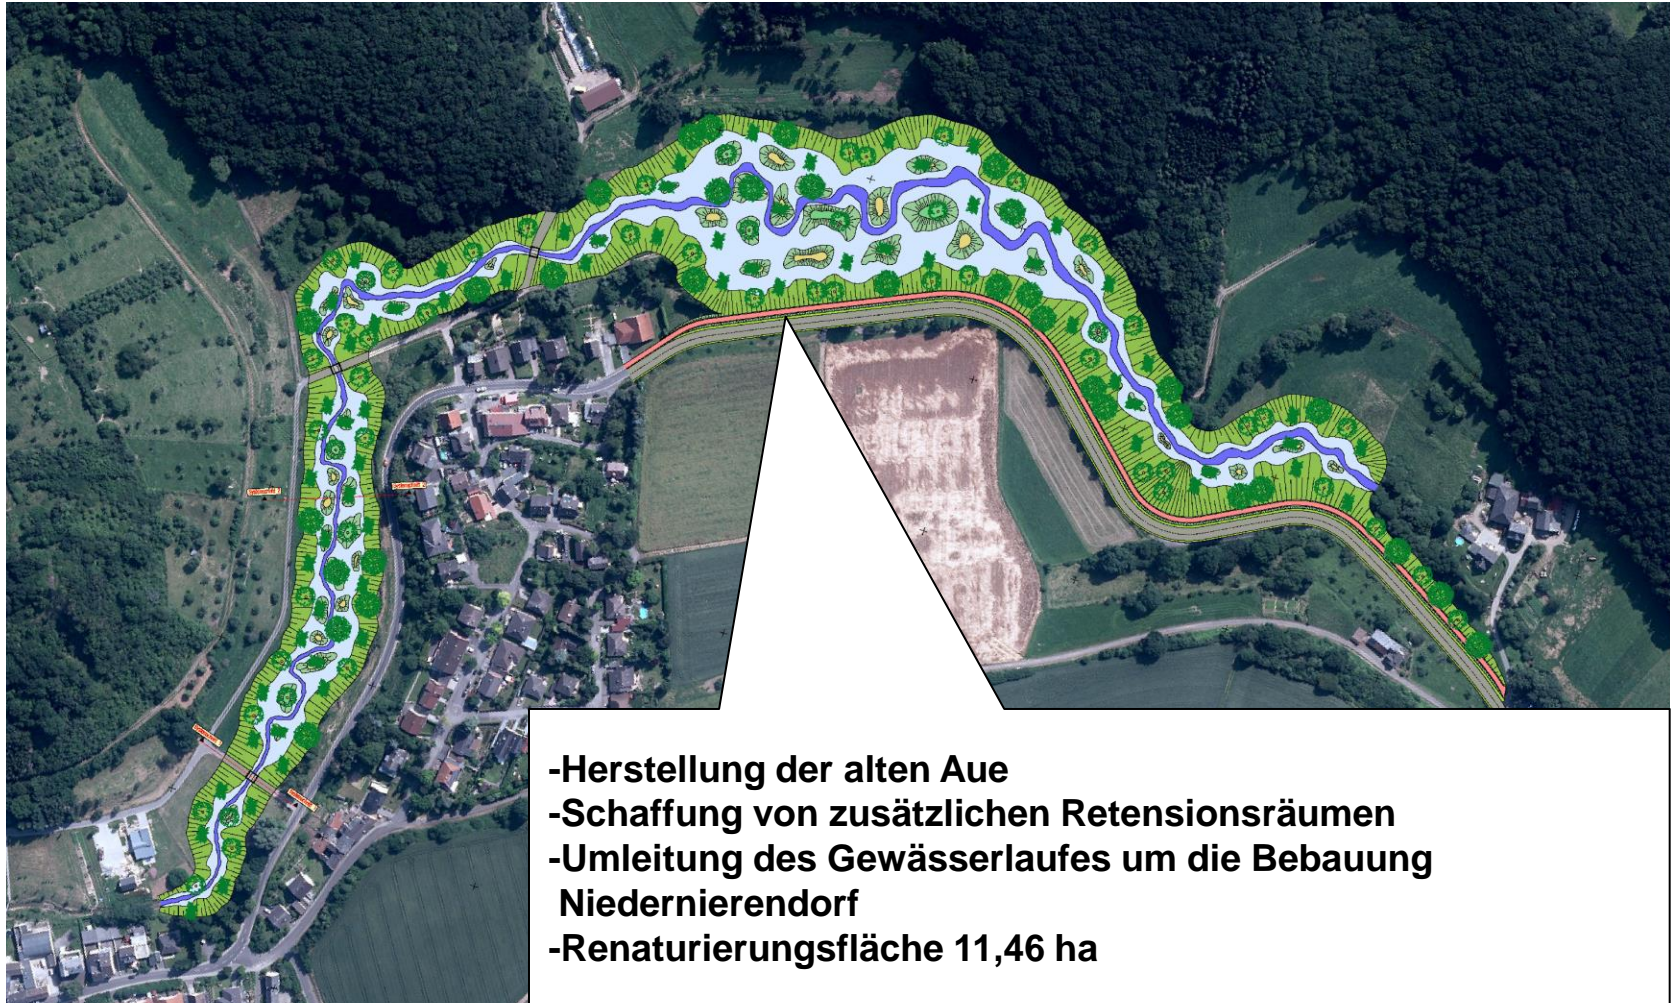 -Herstellung der alten Aue
-Schaffung von zusätzlichen Retensionsräumen
-Umleitung des Gewässerlaufes um die Bebauung
Niedernierendorf
-Renaturierungsfläche 11,46 ha